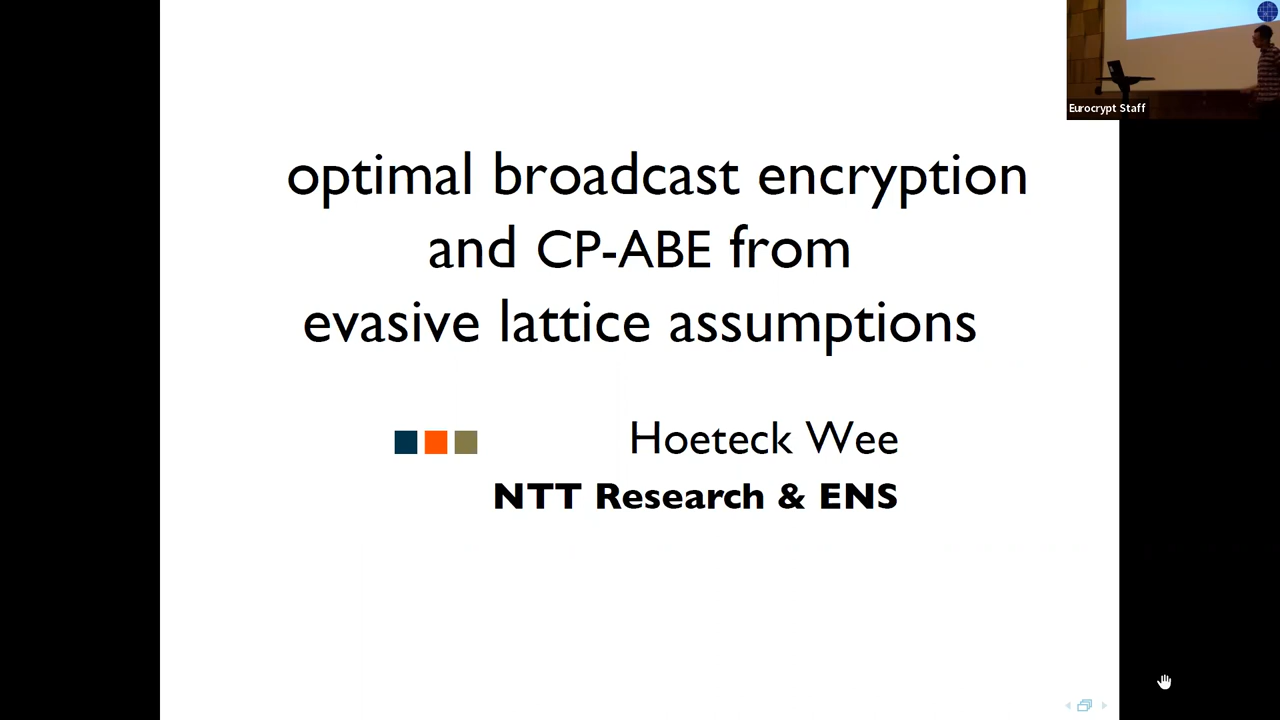 Eurocrypt Staff
optimal broadcast encryption
and CP-ABE from
evasive lattice assumptions
Hoeteck Wee
NTT Research & ENS